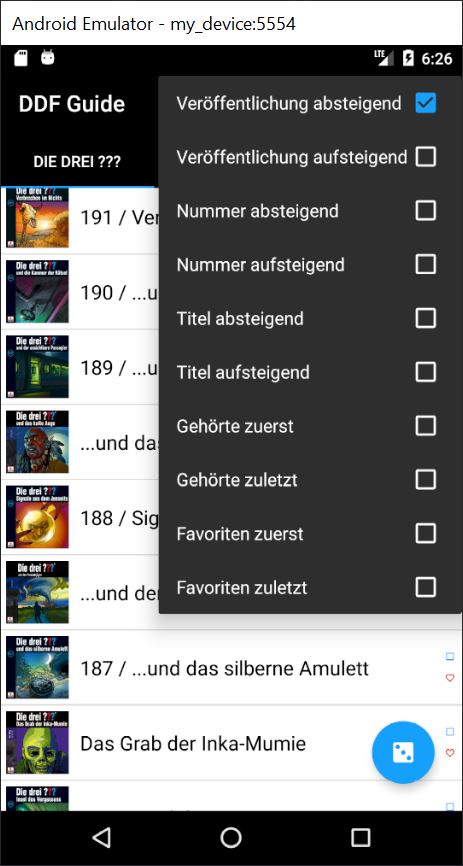 Android Emulator - my_device:5554
LTE 6:26
DDF Guide
DIE DREI ???
Veröffentlichung absteigend
Veröffentlichung aufsteigend
Nummer absteigend
Nummer aufsteigend
Titel absteigend
Titel aufsteigend
Gehörte zuerst
Gehörte zuletzt
Favoriten zuerst
Favoriten zuletzt
Die drei ???
Verbrechen im Nichts
191 / Ver
Die drei ???
und die Kammer der Rätsel
190 / ...u
Die drei ???
und der unsichtbare Passagier
189 / ...u
Die drei ???
und das kalte Auge
...und das
Die drei ???
Signale aus dem Jenseits
188 / Sig
Die drei ???
...und der
Die drei ???
und das silberne Amulett
187 / ...und das silberne Amulett
Die drei ???
Das Grab der Inka-Mumie
Das Grab der Inka-Mumie
Die drei ???
Insel des Vergessens